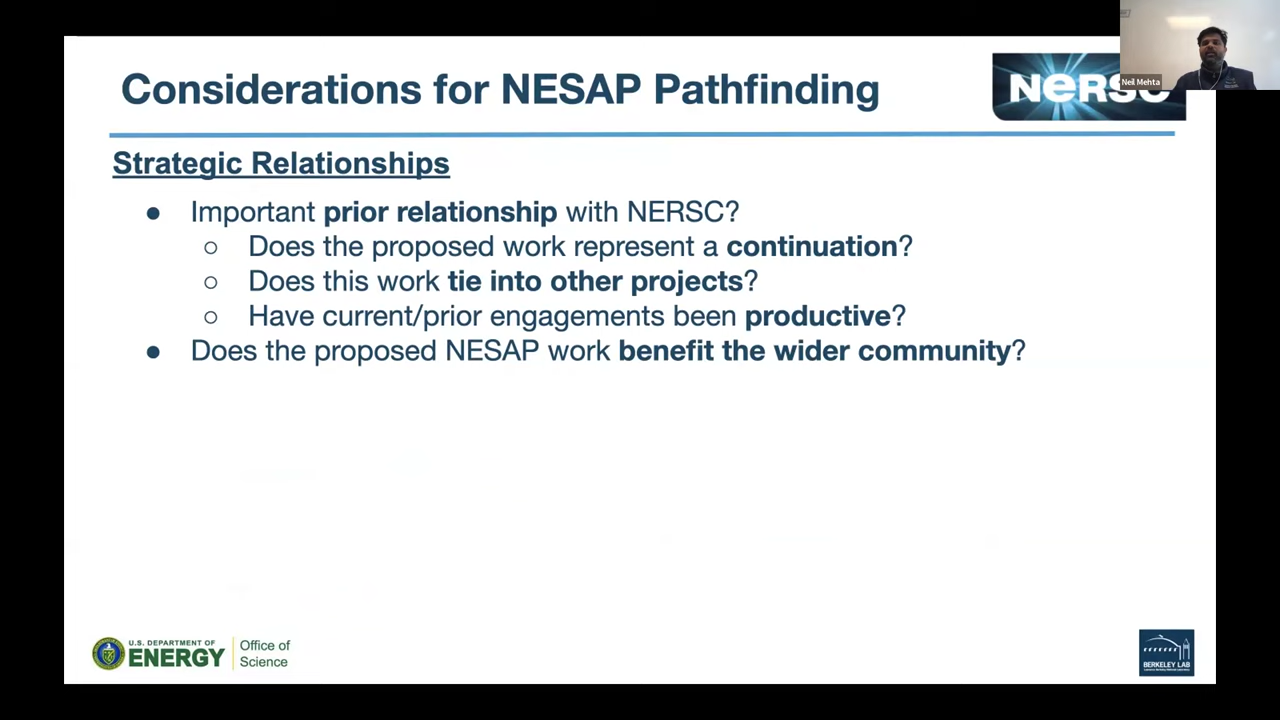 Considerations for NESAP Pathfinding
Neil Mehta
Strategic Relationships
● Important prior relationship with NERSC?
○ Does the proposed work represent a continuation?
○ Does this work tie into other projects?
○ Have current/prior engagements been productive?
● Does the proposed NESAP work benefit the wider community?
U.S. DEPARTMENT OF
ENERGY
Office of
Science
BERKELEY LAB